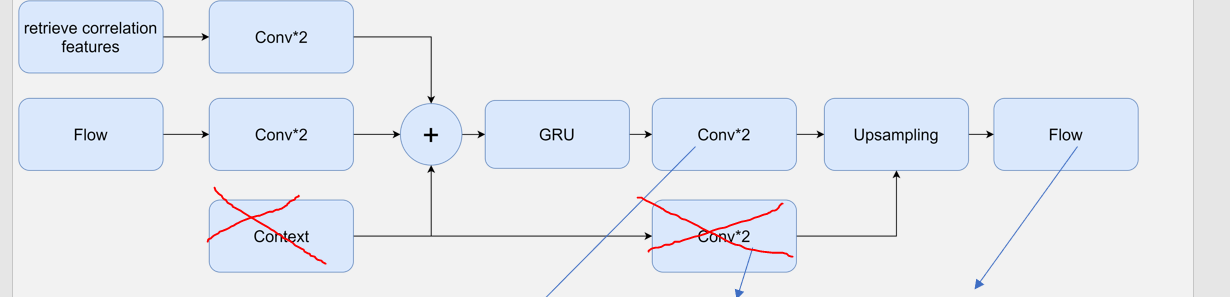 retrieve correlation
features
Conv*2
Flow
Conv*2
+
GRU
Conv*2
Upsampling
Flow
Context
Conv*2